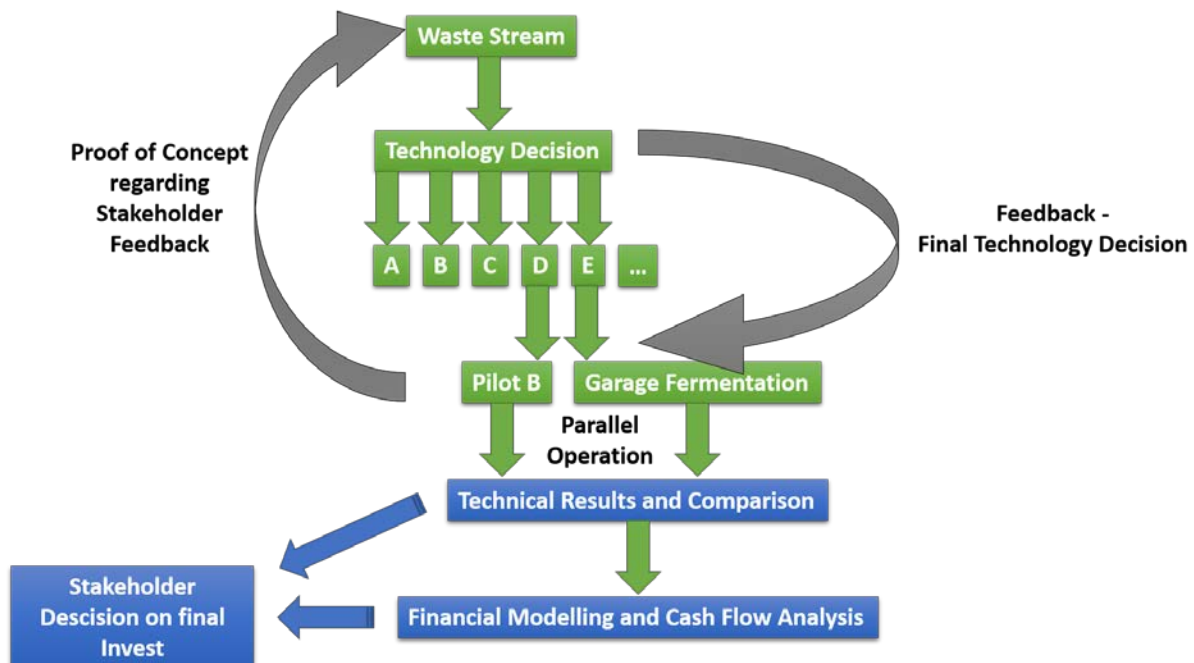 Waste Stream
Technology Decision
Proof of Concept
regarding
Stakeholder
Feedback
Feedback -
Final Technology Decision
A B C D E ...
Pilot B
Garage Fermentation
Parallel
Operation
Technical Results and Comparison
Stakeholder
Descision on final
Invest
Financial Modelling and Cash Flow Analysis